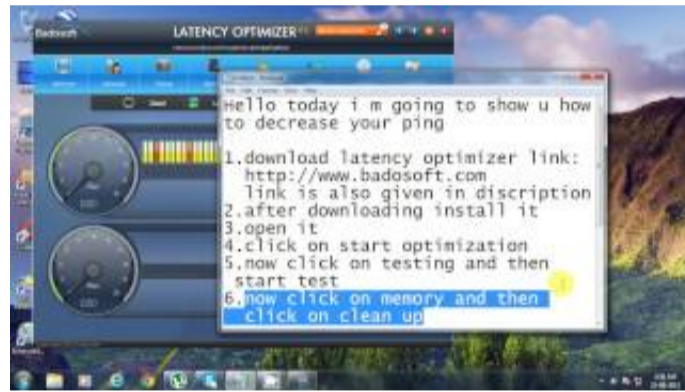 Badosoft
LATENCY OPTIMIZER
Hello today i m going to show u how
to decrease your ping
1.download latency optimizer link:
http://www.badosoft.com
link is also given in discription
2.after downloading install it
3.open it
4.click on start optimization
5.now click on testing and then
start test
6.now click on memory and then
click on clean up